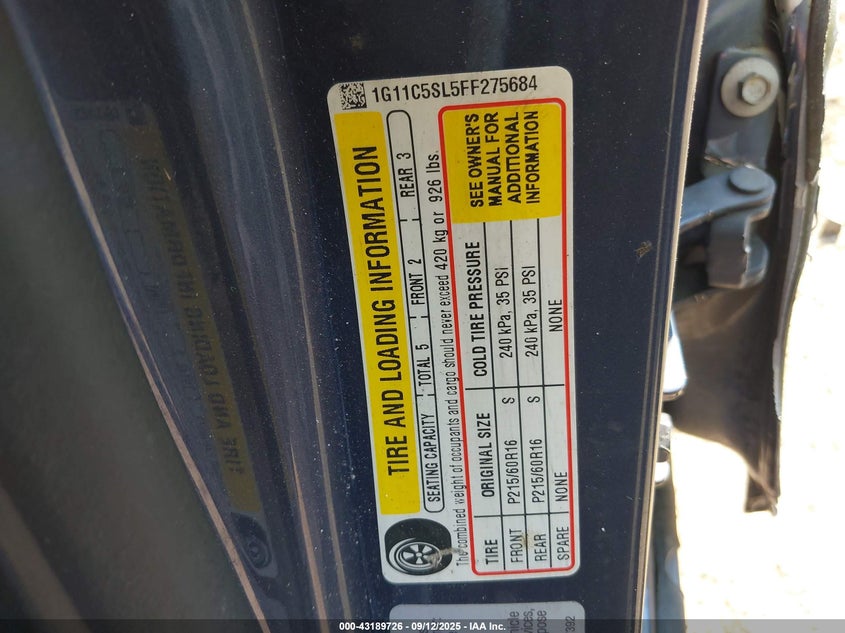 1G11C5SL5FF275684
TIRE AND LOADING INFORMATION
SEATING CAPACITY TOTAL 5 FRONT 2 REAR 3
The combined weight of occupants and cargo should never exceed 420 kg or 926 lbs.
TIRE ORIGINAL SIZE COLD TIRE PRESSURE
FRONT P215/60R16 S 240 kPa, 35 PSI
REAR P215/60R16 S 240 kPa, 35 PSI
SPARE NONE NONE
SEE OWNER'S
MANUAL FOR
ADDITIONAL
INFORMATION
000-43189726 - 09/12/2025 - IAA Inc.